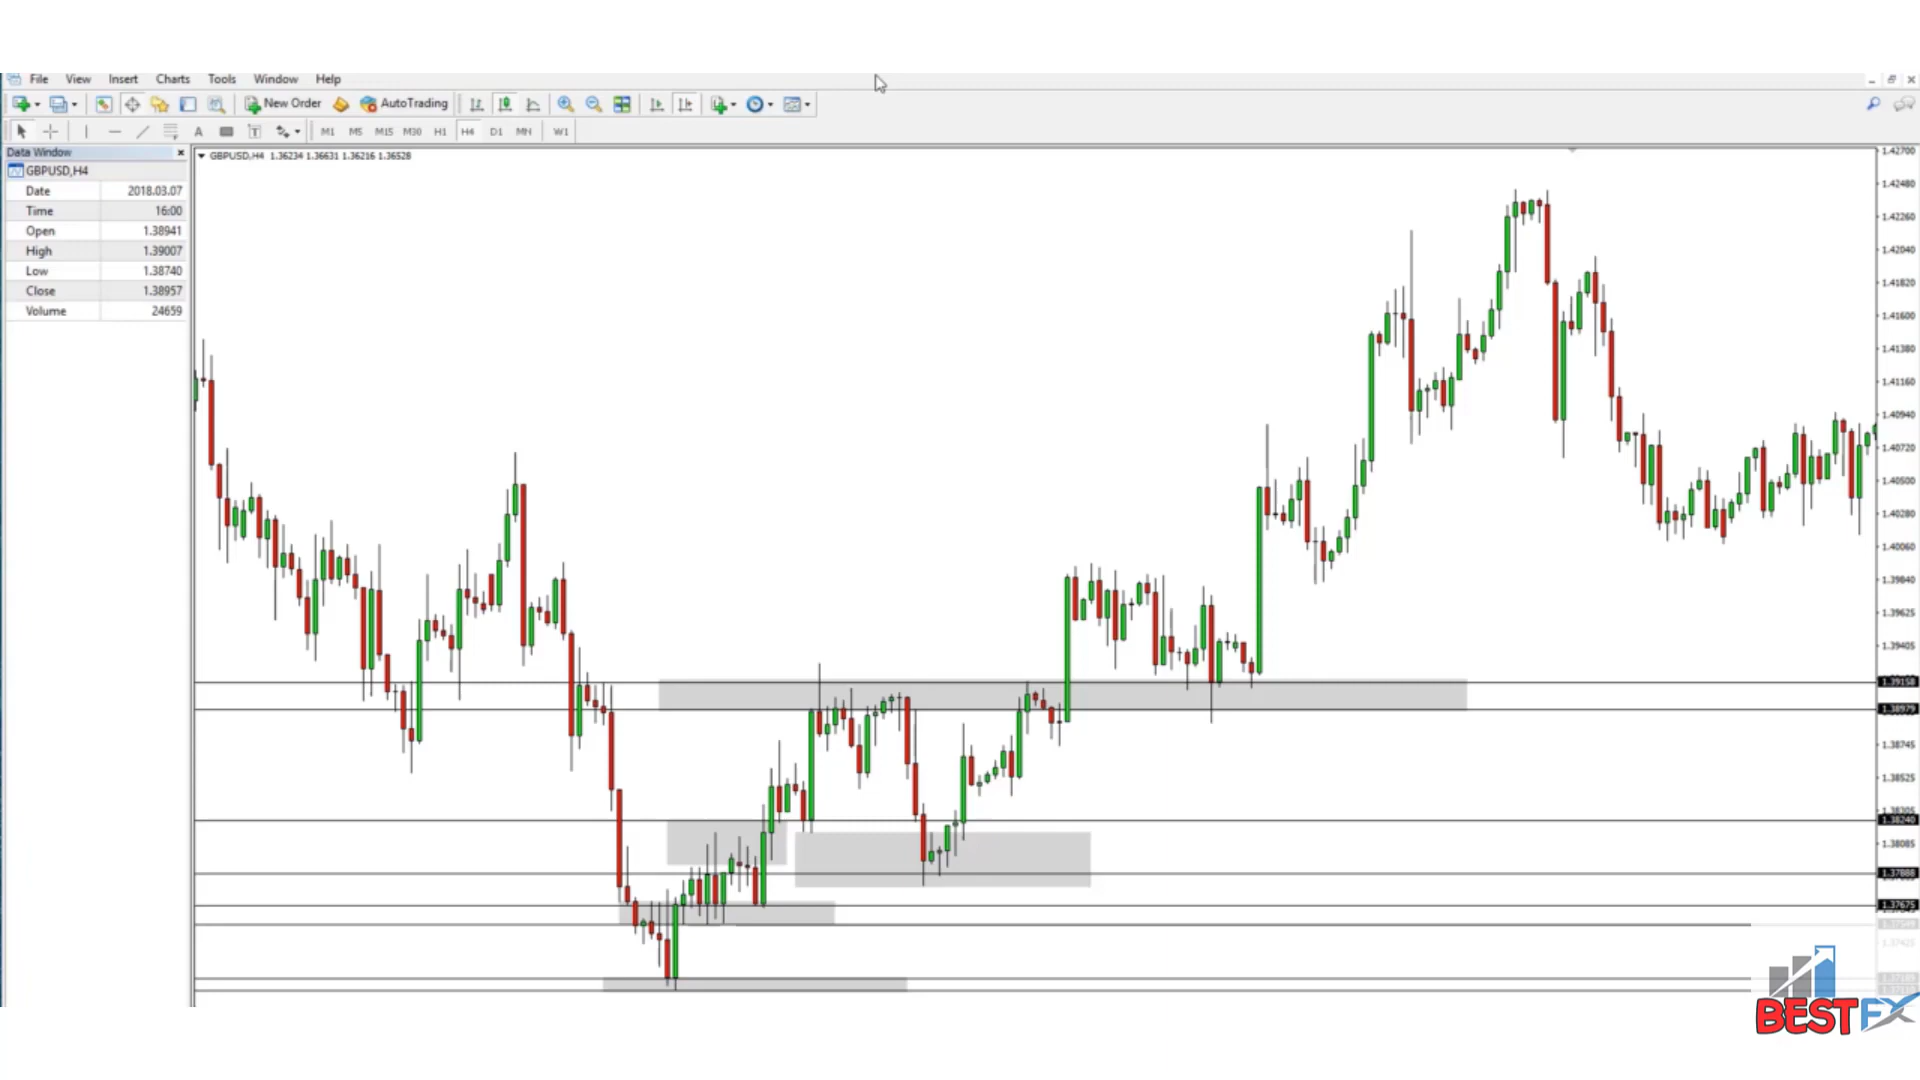 File View Insert Charts Tools Window Help
New Order AutoTrading
A T M1 M5 M15 M30 H1 H4 D1 MN W1
Data Window
GBPUSD,H4 1.36234 1.36631 1.36216 1.36528
GBPUSD,H4
Date 2018.03.07
Time 16:00
Open 1.38941
High 1.39007
Low 1.38740
Close 1.38957
Volume 24659
1.42700
1.42480
1.42260
1.42040
1.41820
1.41600
1.41380
1.41160
1.40940
1.40720
1.40500
1.40280
1.40060
1.39840
1.39625
1.39405
1.39158
1.38979
1.38745
1.38525
1.38305
1.38240
1.38085
1.37888
1.37675
1.37425
BESTFX